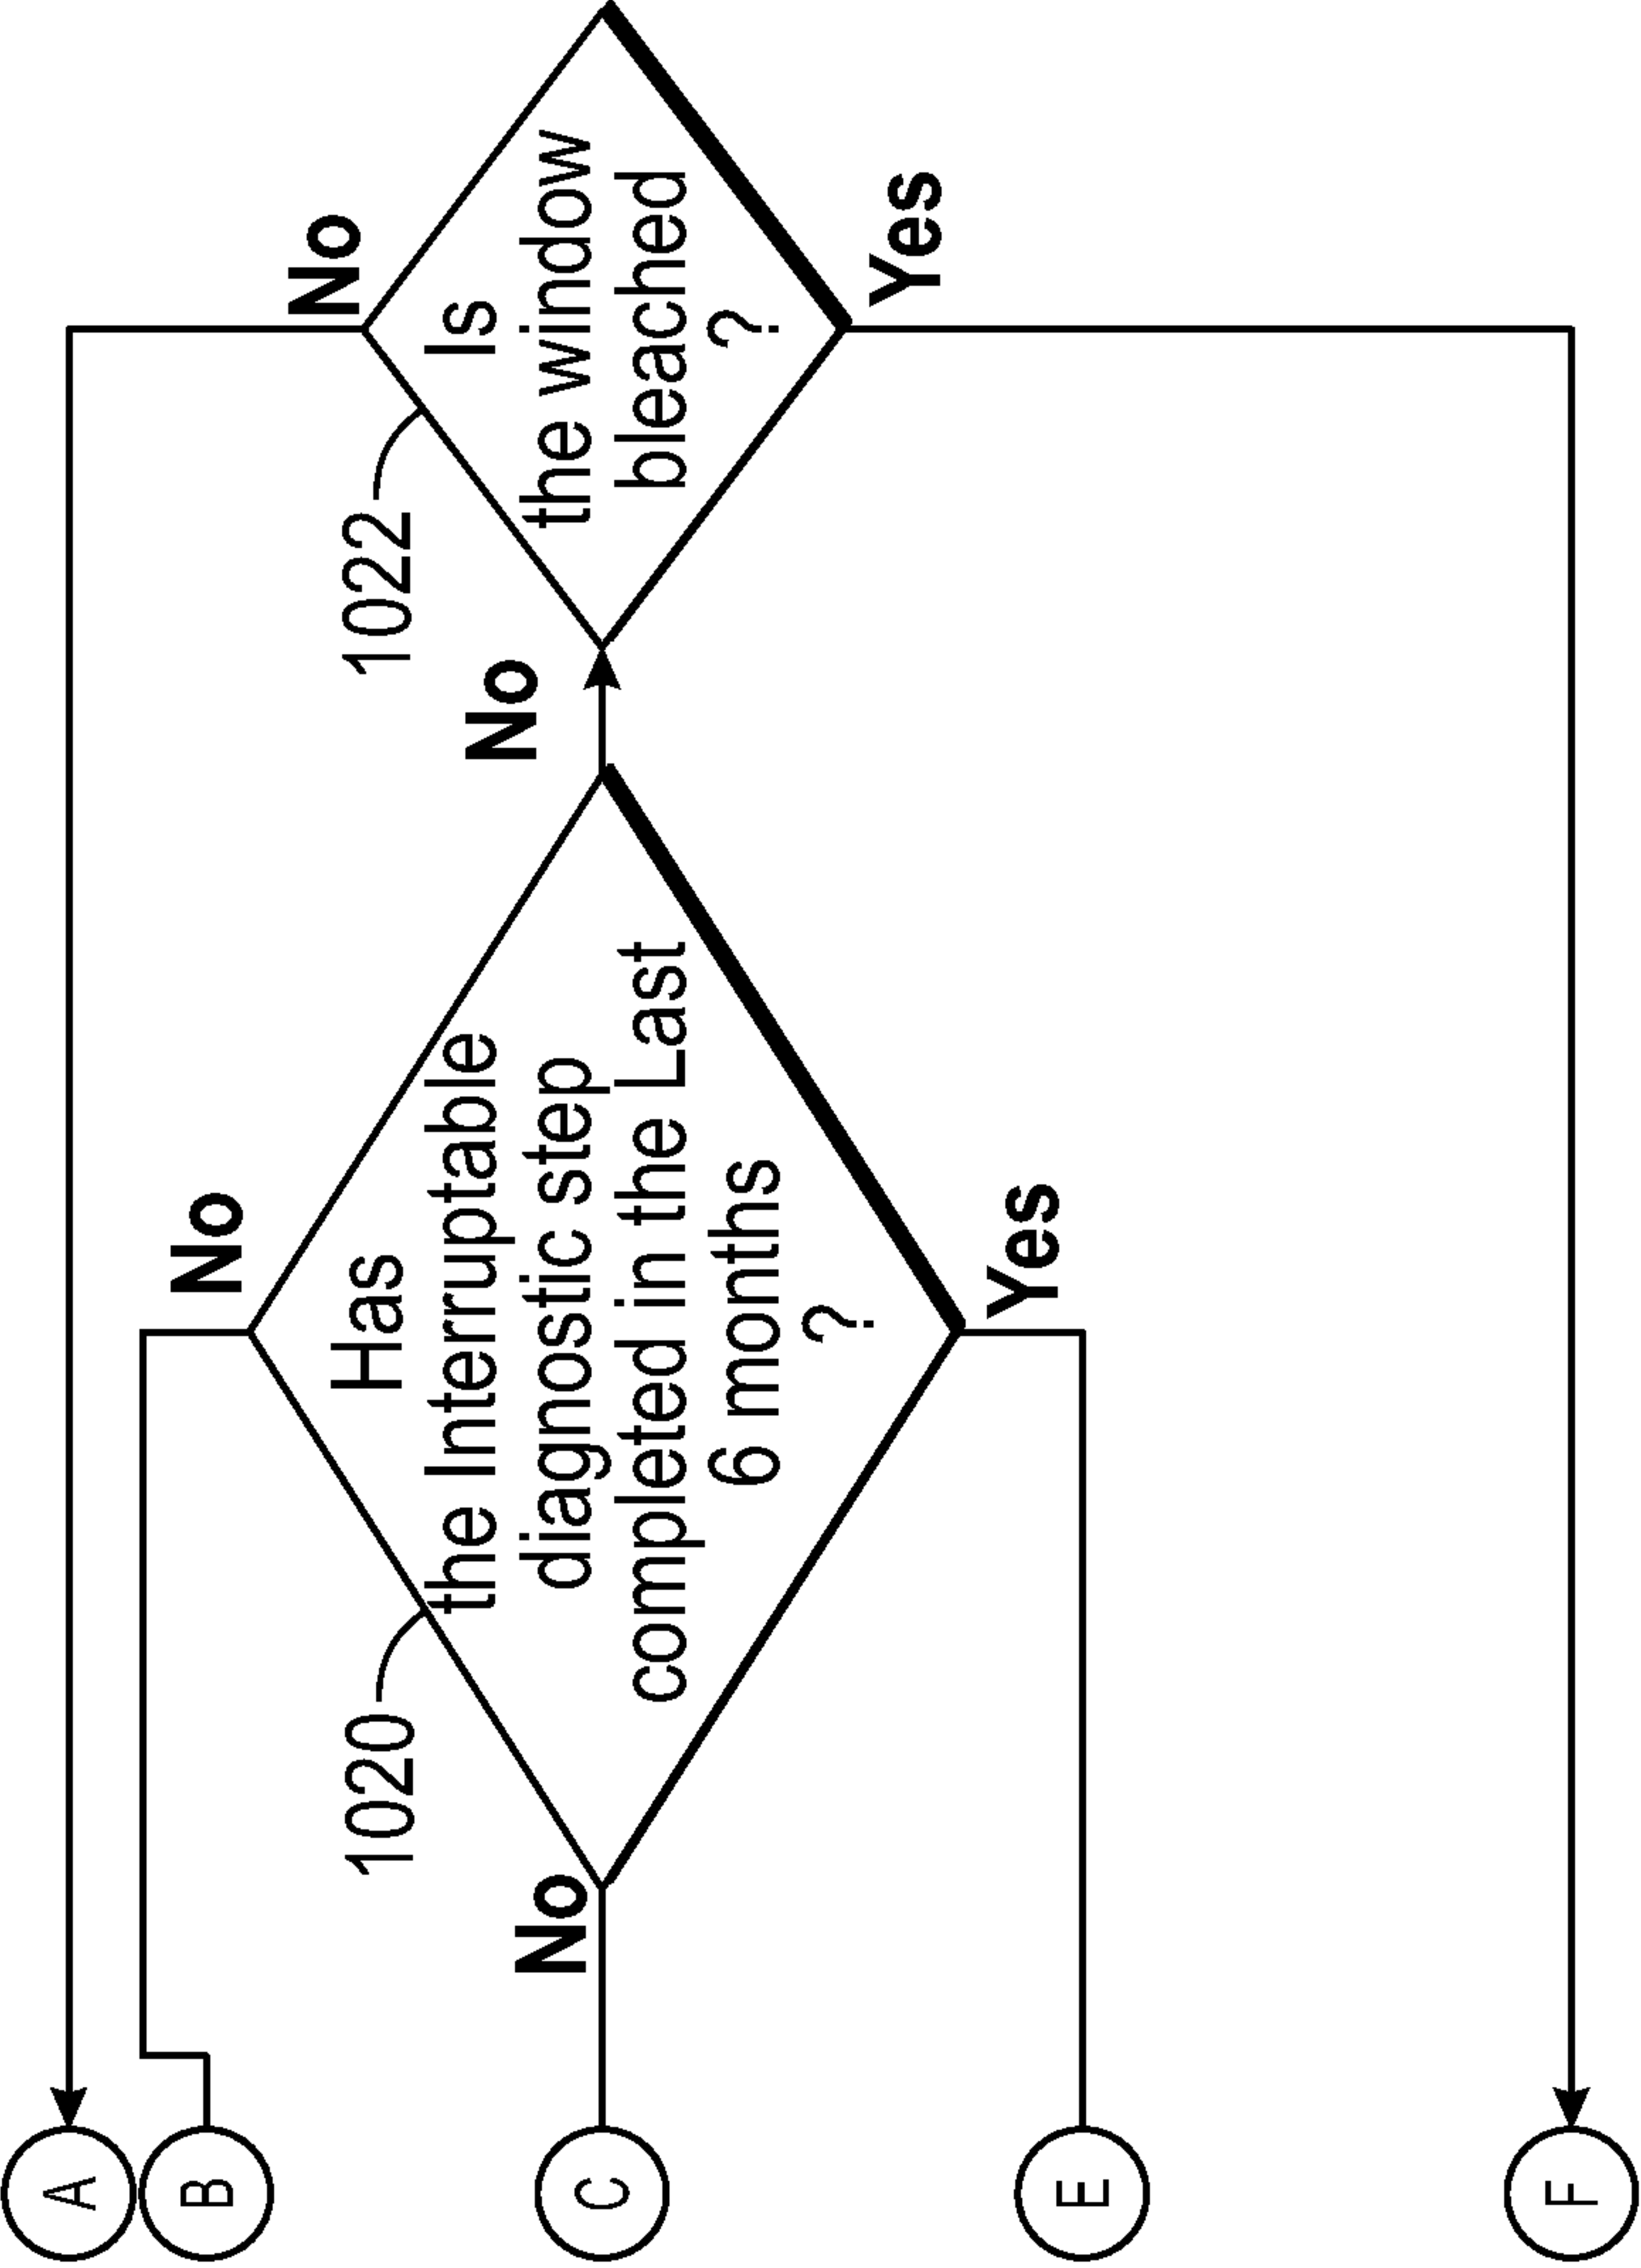 A
B
C
E
F
No
1020
Has
the Interruptable
diagnostic step
completed in the Last
6 months
?
No
Yes
No
1022
Is
the window
bleached
?
No
Yes